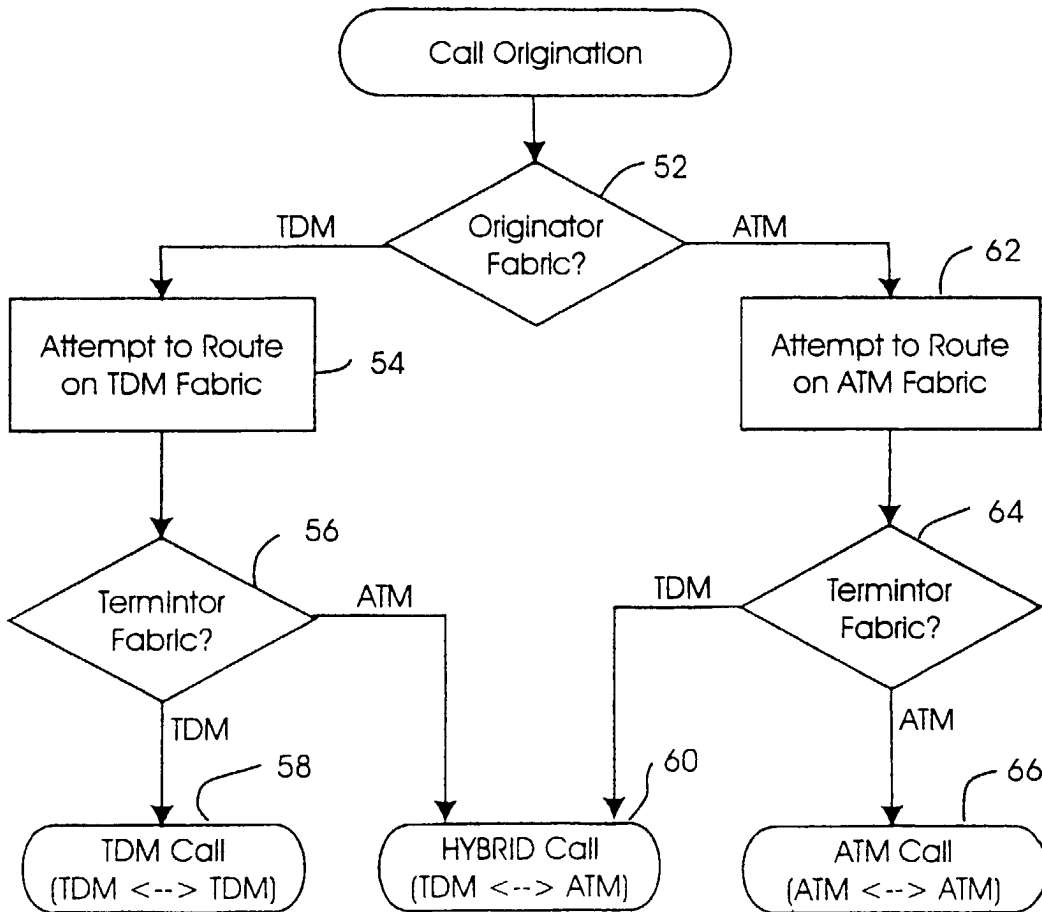 Call Origination
52
TDM
Originator
Fabric?
ATM
62
Attempt to Route
on TDM Fabric
54
Attempt to Route
on ATM Fabric
56
Termintor
Fabric?
ATM
TDM
64
TDM
Termintor
Fabric?
ATM
58
TDM Call
(TDM <--> TDM)
60
HYBRID Call
(TDM <--> ATM)
66
ATM Call
(ATM <--> ATM)